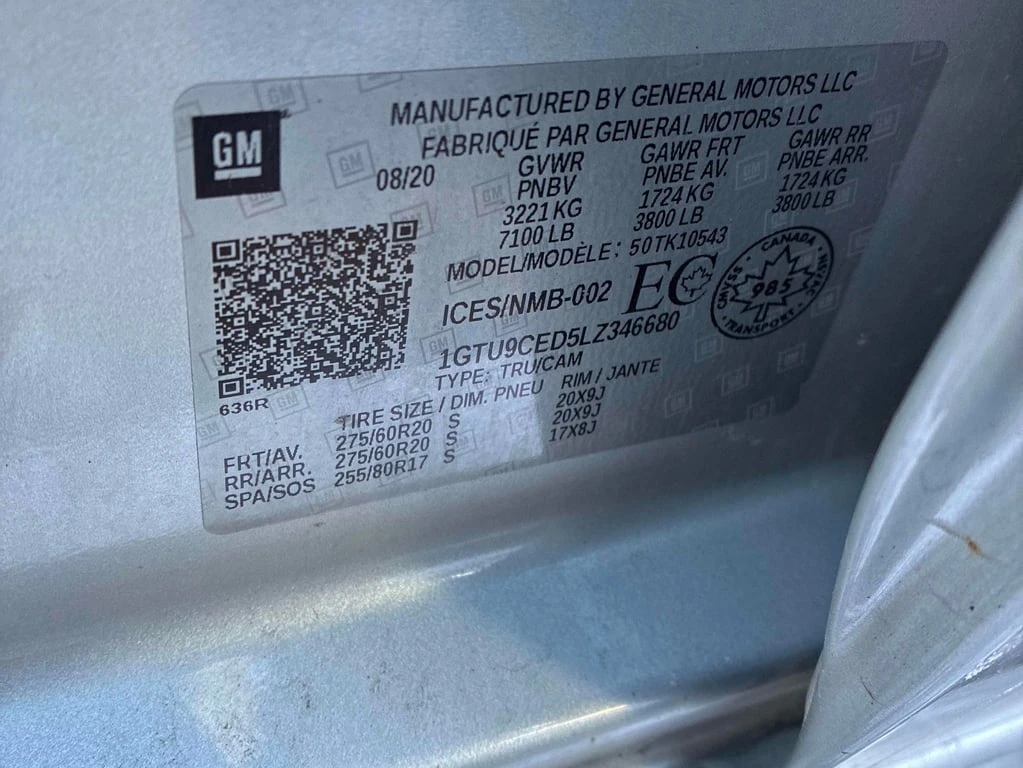 GM
MANUFACTURED BY GENERAL MOTORS LLC
FABRIQUÉ PAR GENERAL MOTORS LLC
08/20
GVWR GAWR FRT GAWR RR
PNBV PNBE AV. PNBE ARR.
3221 KG 1724 KG 1724 KG
7100 LB 3800 LB 3800 LB
MODEL/MODÈLE: 50TK10543
ICES/NMB-002 EC
CANADA
985
TRANSPORT
1GTU9CED5LZ346680
TYPE: TRU/CAM
636R
TIRE SIZE / DIM. PNEU RIM / JANTE
FRT/AV. 275/60R20 S 20X9J
RR/ARR. 275/60R20 S 20X9J
SPA/SOS 255/80R17 S 17X8J